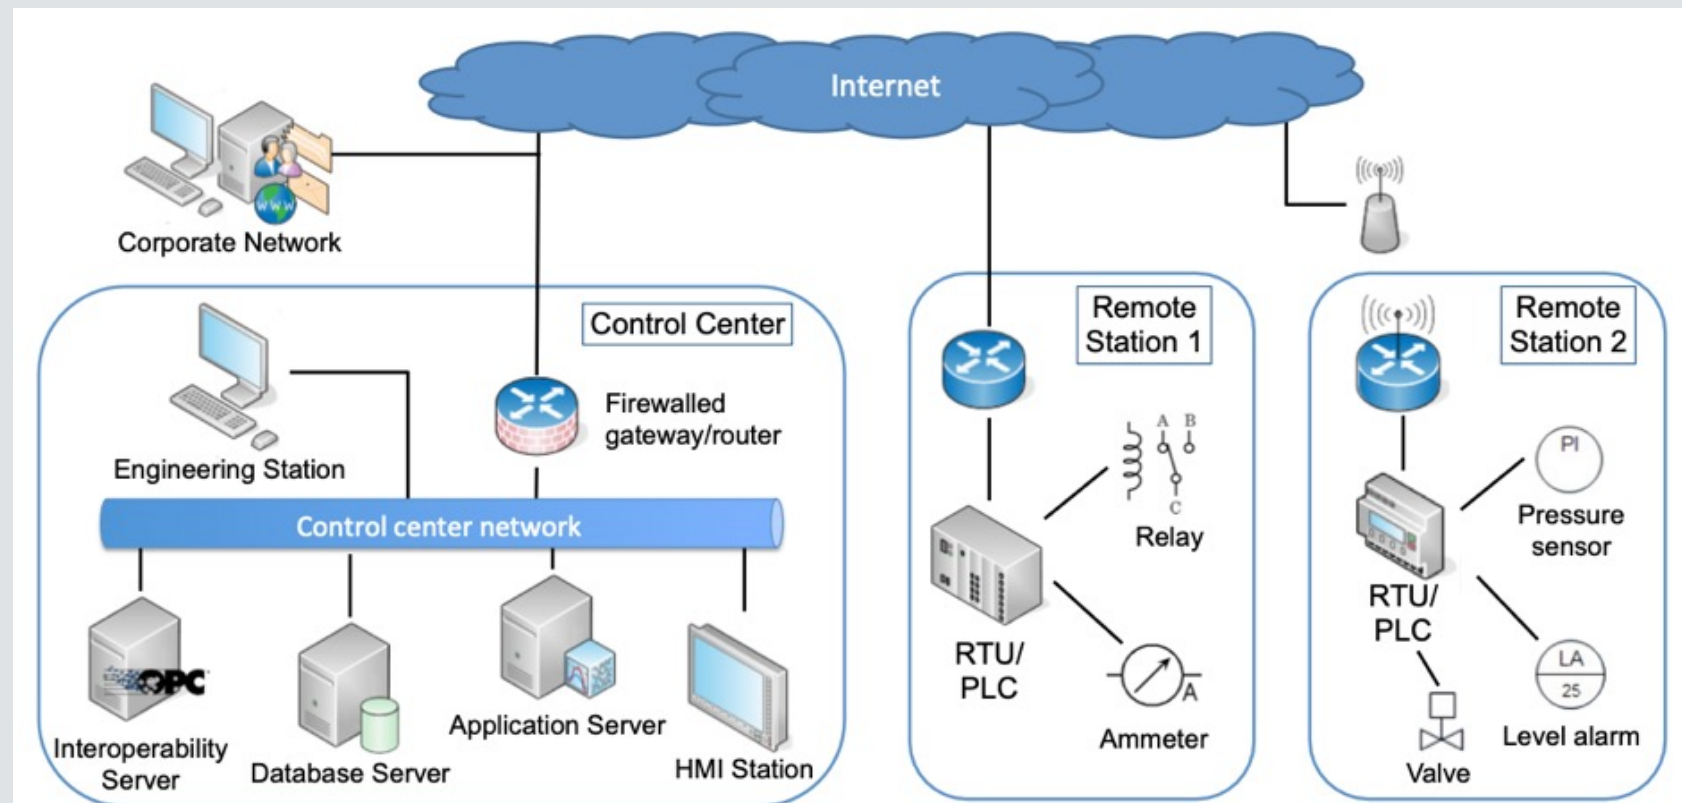 Internet
WWW
Corporate Network
Control Center
Remote
Station 1
Remote
Station 2
Firewalled
gateway/router
Engineering Station
Control center network
A B
C
Relay
PI
Pressure
sensor
RTU/
PLC
RTU/
PLC
A
Ammeter
LA
25
Level alarm
Valve
OPC
Interoperability
Server
Database Server
Application Server
HMI Station